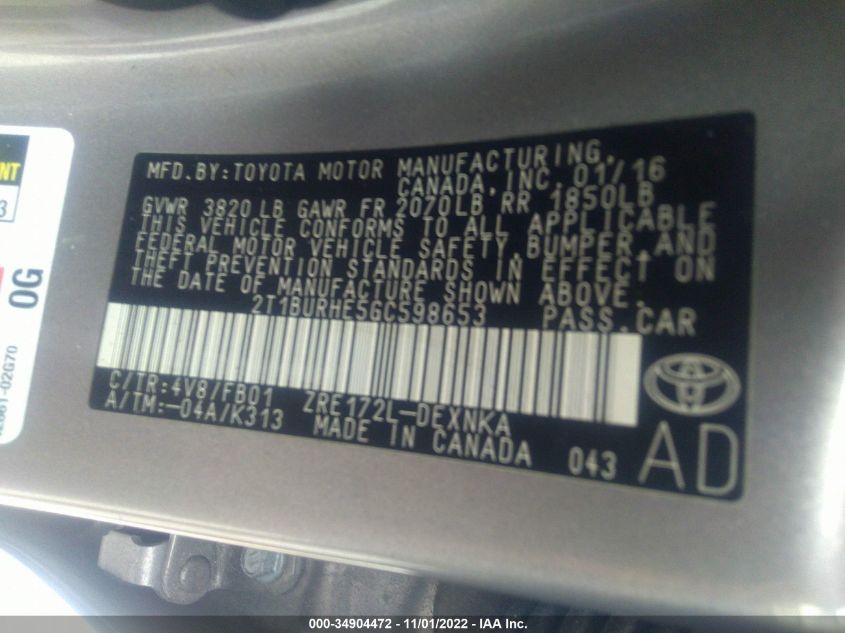 MFD.BY:TOYOTA MOTOR MANUFACTURING,
CANADA, INC. 01/16
GVWR 3820 LB GAWR FR 2070LB RR 1850LB
THIS VEHICLE CONFORMS TO ALL APPLICABLE
FEDERAL MOTOR VEHICLE SAFETY,BUMPER,AND
THEFT PREVENTION STANDARDS IN EFFECT ON
THE DATE OF MANUFACTURE SHOWN ABOVE.
2T1BURHE5GC598653 PASS.CAR
C/TR:4V8/FB01 ZRE172L-DEXNKA
A/TM:-04A/K313 MADE IN CANADA 043
AD
3
0G
02G70
000-34904472 - 11/01/2022 - IAA Inc.